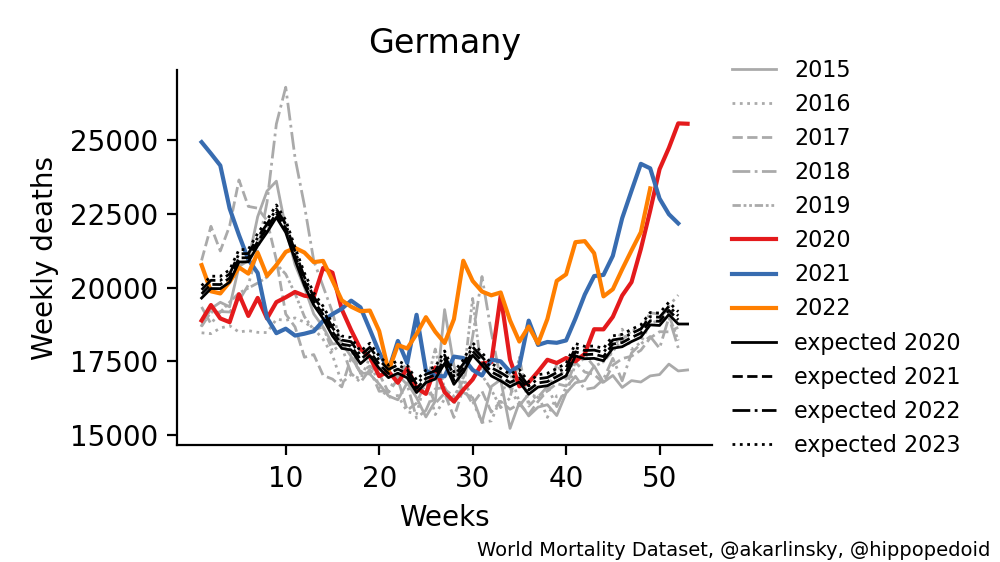 Germany
Weekly deaths
25000
22500
20000
17500
15000
10
20
30
40
50
Weeks
2015
2016
2017
2018
2019
2020
2021
2022
expected 2020
expected 2021
expected 2022
expected 2023
World Mortality Dataset, @akarlinsky, @hippopedoid